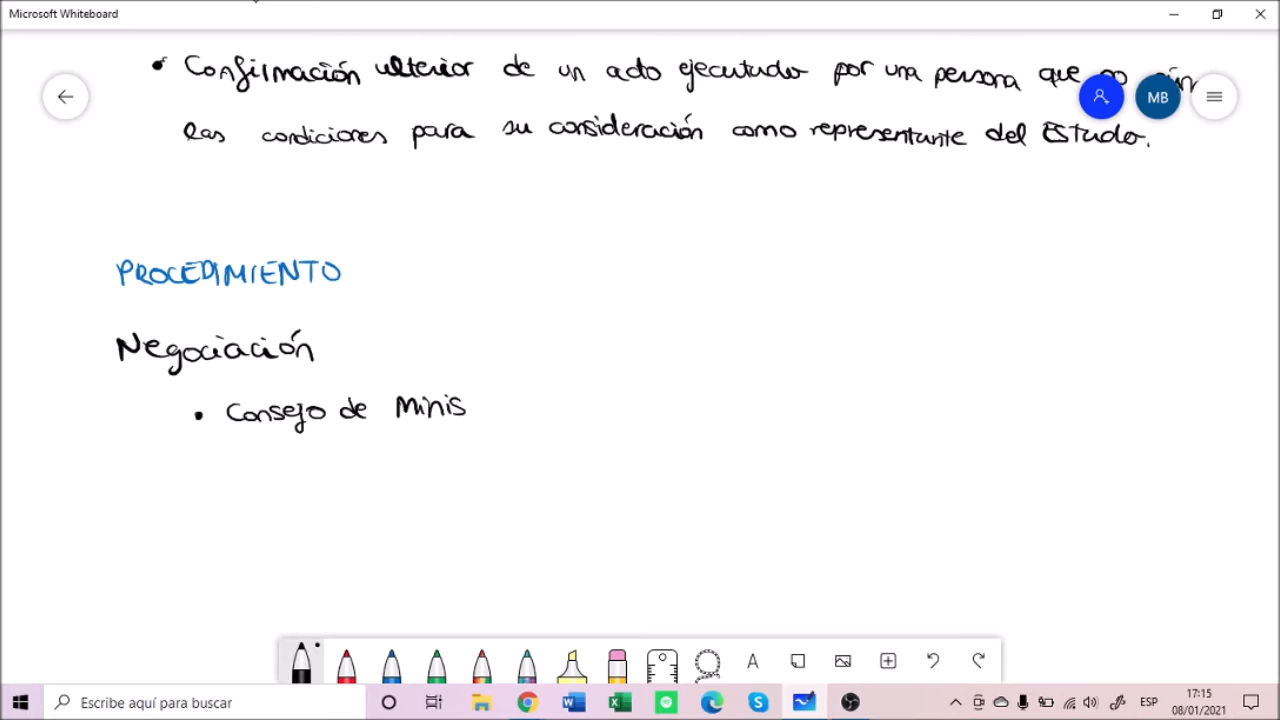 Microsoft Whiteboard
• Confirmación ulterior de un acto ejecutado por una persona que
MB
las condiciones para su consideración como representante del Estado.
PROCEDIMIENTO
Negociación
• Consejo de Minis
A
Escribe aquí para buscar
ESP
17:15
08/01/2021